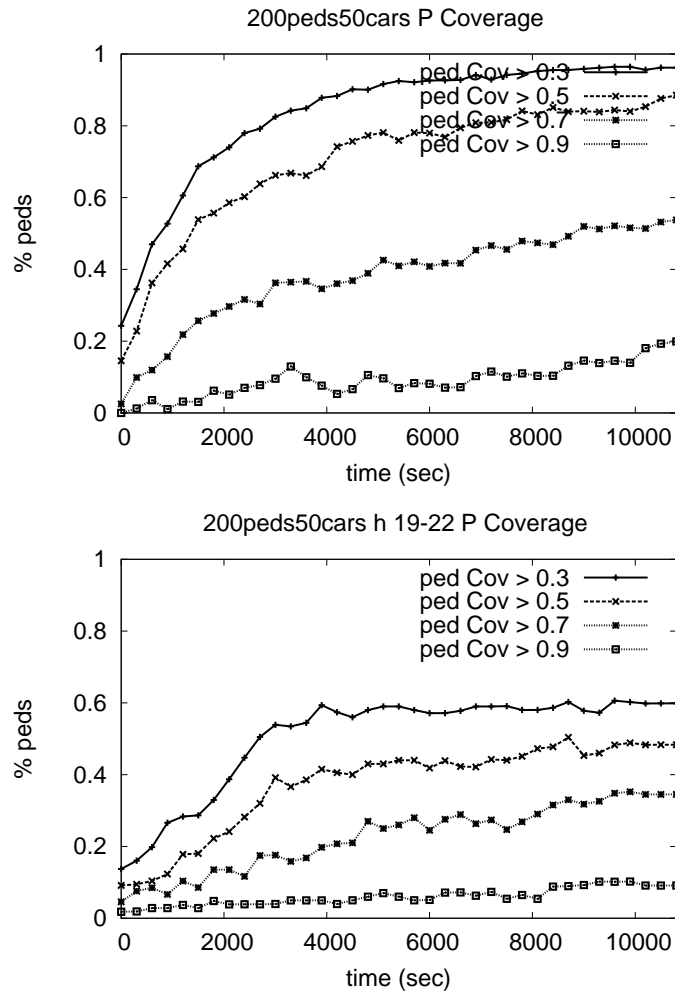 200peds50cars P Coverage
1
ped Cov > 0.3
ped Cov > 0.5
0.8
ped Cov > 0.7
ped Cov > 0.9
0.6
% peds
0.4
0.2
0
0 2000 4000 6000 8000 10000
time (sec)
200peds50cars h 19-22 P Coverage
1
ped Cov > 0.3
ped Cov > 0.5
0.8
ped Cov > 0.7
ped Cov > 0.9
0.6
% peds
0.4
0.2
0
0 2000 4000 6000 8000 10000
time (sec)